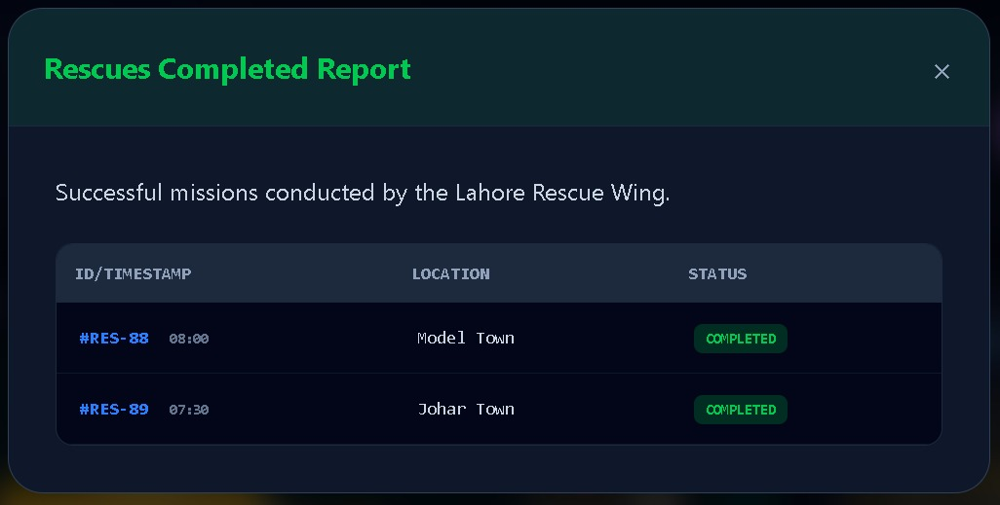 Rescues Completed Report
Successful missions conducted by the Lahore Rescue Wing.
ID/TIMESTAMP LOCATION STATUS
#RES-88 08:00 Model Town COMPLETED
#RES-89 07:30 Johar Town COMPLETED